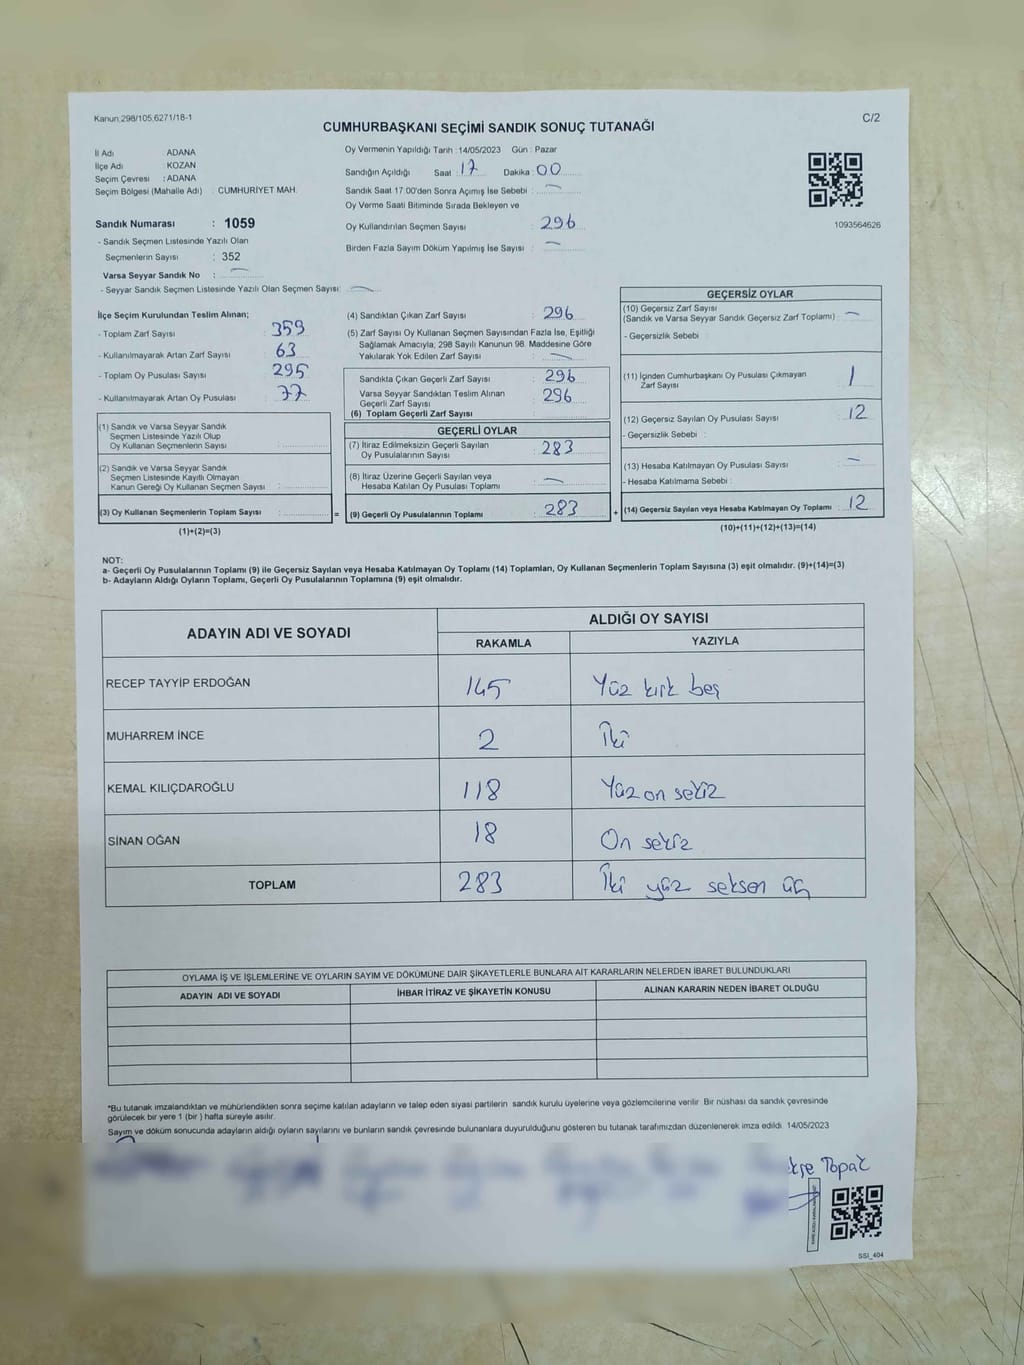 Kanun:298/105,6271/18-1
C/2
CUMHURBAŞKANI SEÇİMİ SANDIK SONUÇ TUTANAĞI
İl Adı : ADANA
İlçe Adı : KOZAN
Seçim Çevresi : ADANA
Seçim Bölgesi (Mahalle Adı) : CUMHURİYET MAH.
Sandık Numarası : 1059
- Sandık Seçmen Listesinde Yazılı Olan
Seçmenlerin Sayısı : 352
Varsa Seyyar Sandık No : —
- Seyyar Sandık Seçmen Listesinde Yazılı Olan Seçmen Sayısı: —
Oy Vermenin Yapıldığı Tarih : 14/05/2023 Gün : Pazar
Sandığın Açıldığı Saat : 17 Dakika : 00
Sandık Saat 17:00'den Sonra Açımış İse Sebebi : —
Oy Verme Saati Bitiminde Sırada Bekleyen ve
Oy Kullandırılan Seçmen Sayısı : 296
Birden Fazla Sayım Döküm Yapılmış İse Sayısı : —
1093564626
İlçe Seçim Kurulundan Teslim Alınan;
- Toplam Zarf Sayısı : 359
- Kullanılmayarak Artan Zarf Sayısı : 63
- Toplam Oy Pusulası Sayısı : 295
- Kullanılmayarak Artan Oy Pusulası : 77
(1) Sandık ve Varsa Seyyar Sandık
Seçmen Listesinde Yazılı Olup
Oy Kullanan Seçmenlerin Sayısı :
(2) Sandık ve Varsa Seyyar Sandık
Seçmen Listesinde Kayıtlı Olmayan
Kanun Gereği Oy Kullanan Seçmen Sayısı :
(3) Oy Kullanan Seçmenlerin Toplam Sayısı : =
(1)+(2)=(3)
(4) Sandıktan Çıkan Zarf Sayısı : 296
(5) Zarf Sayısı Oy Kullanan Seçmen Sayısından Fazla İse, Eşitliği
Sağlamak Amacıyla; 298 Sayılı Kanunun 98. Maddesine Göre
Yakılarak Yok Edilen Zarf Sayısı : —
Sandıkta Çıkan Geçerli Zarf Sayısı : 296
Varsa Seyyar Sandıktan Teslim Alınan : 296
Geçerli Zarf Sayısı
(6) Toplam Geçerli Zarf Sayısı
GEÇERLİ OYLAR
(7) İtiraz Edilmeksizin Geçerli Sayılan
Oy Pusulalarının Sayısı : 283
(8) İtiraz Üzerine Geçerli Sayılan veya
Hesaba Katılan Oy Pusulası Toplamı : —
(9) Geçerli Oy Pusulalarının Toplamı : 283 +
GEÇERSİZ OYLAR
(10) Geçersiz Zarf Sayısı
(Sandık ve Varsa Seyyar Sandık Geçersiz Zarf Toplamı) : —
- Geçersizlik Sebebi :
(11) İçinden Cumhurbaşkanı Oy Pusulası Çıkmayan
Zarf Sayısı : 1
(12) Geçersiz Sayılan Oy Pusulası Sayısı : 12
- Geçersizlik Sebebi :
(13) Hesaba Katılmayan Oy Pusulası Sayısı : —
- Hesaba Katılmama Sebebi :
(14) Geçersiz Sayılan veya Hesaba Katılmayan Oy Toplamı : 12
(10)+(11)+(12)+(13)=(14)
NOT:
a- Geçerli Oy Pusulalarının Toplamı (9) ile Geçersiz Sayılan veya Hesaba Katılmayan Oy Toplamı (14) Toplamları, Oy Kullanan Seçmenlerin Toplam Sayısına (3) eşit olmalıdır. (9)+(14)=(3)
b- Adayların Aldığı Oyların Toplamı, Geçerli Oy Pusulalarının Toplamına (9) eşit olmalıdır.
ADAYIN ADI VE SOYADI
ALDIĞI OY SAYISI
RAKAMLA YAZIYLA
RECEP TAYYİP ERDOĞAN 145 Yüz kırk beş
MUHARREM İNCE 2 İki
KEMAL KILIÇDAROĞLU 118 Yüz on sekiz
SİNAN OĞAN 18 On sekiz
TOPLAM 283 İki yüz seksen üç
OYLAMA İŞ VE İŞLEMLERİNE VE OYLARIN SAYIM VE DÖKÜMÜNE DAİR ŞİKAYETLERLE BUNLARA AİT KARARLARIN NELERDEN İBARET BULUNDUKLARI
ADAYIN ADI VE SOYADI İHBAR İTİRAZ VE ŞİKAYETİN KONUSU ALINAN KARARIN NEDEN İBARET OLDUĞU
*Bu tutanak imzalandıktan ve mühürlendikten sonra seçime katılan adayların ve talep eden siyasi partilerin sandık kurulu üyelerine veya gözlemcilerine verilir. Bir nüshası da sandık çevresinde
görülecek bir yere 1 (bir ) hafta süreyle asılır.
Sayım ve döküm sonucunda adayların aldığı oyların sayılarını ve bunların sandık çevresinde bulunanlara duyurulduğunu gösteren bu tutanak tarafımızdan düzenlenerek imza edildi. 14/05/2023
Topak
SSI_404